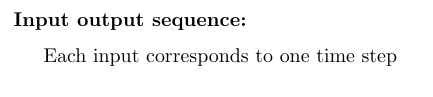 Input output sequence:
Each input corresponds to one time step